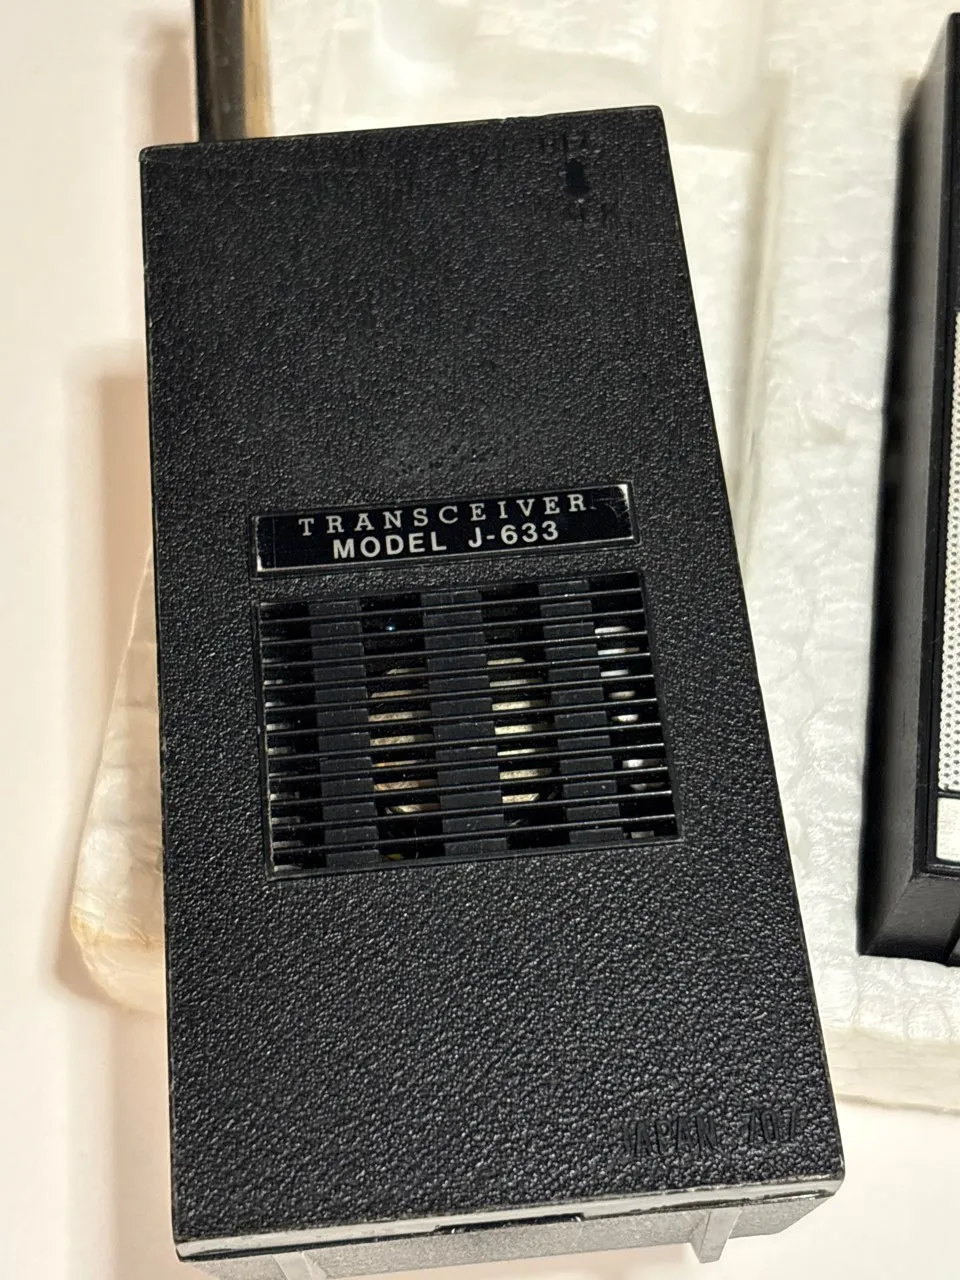 TRANSCEIVER
MODEL J-633
JAPAN 707